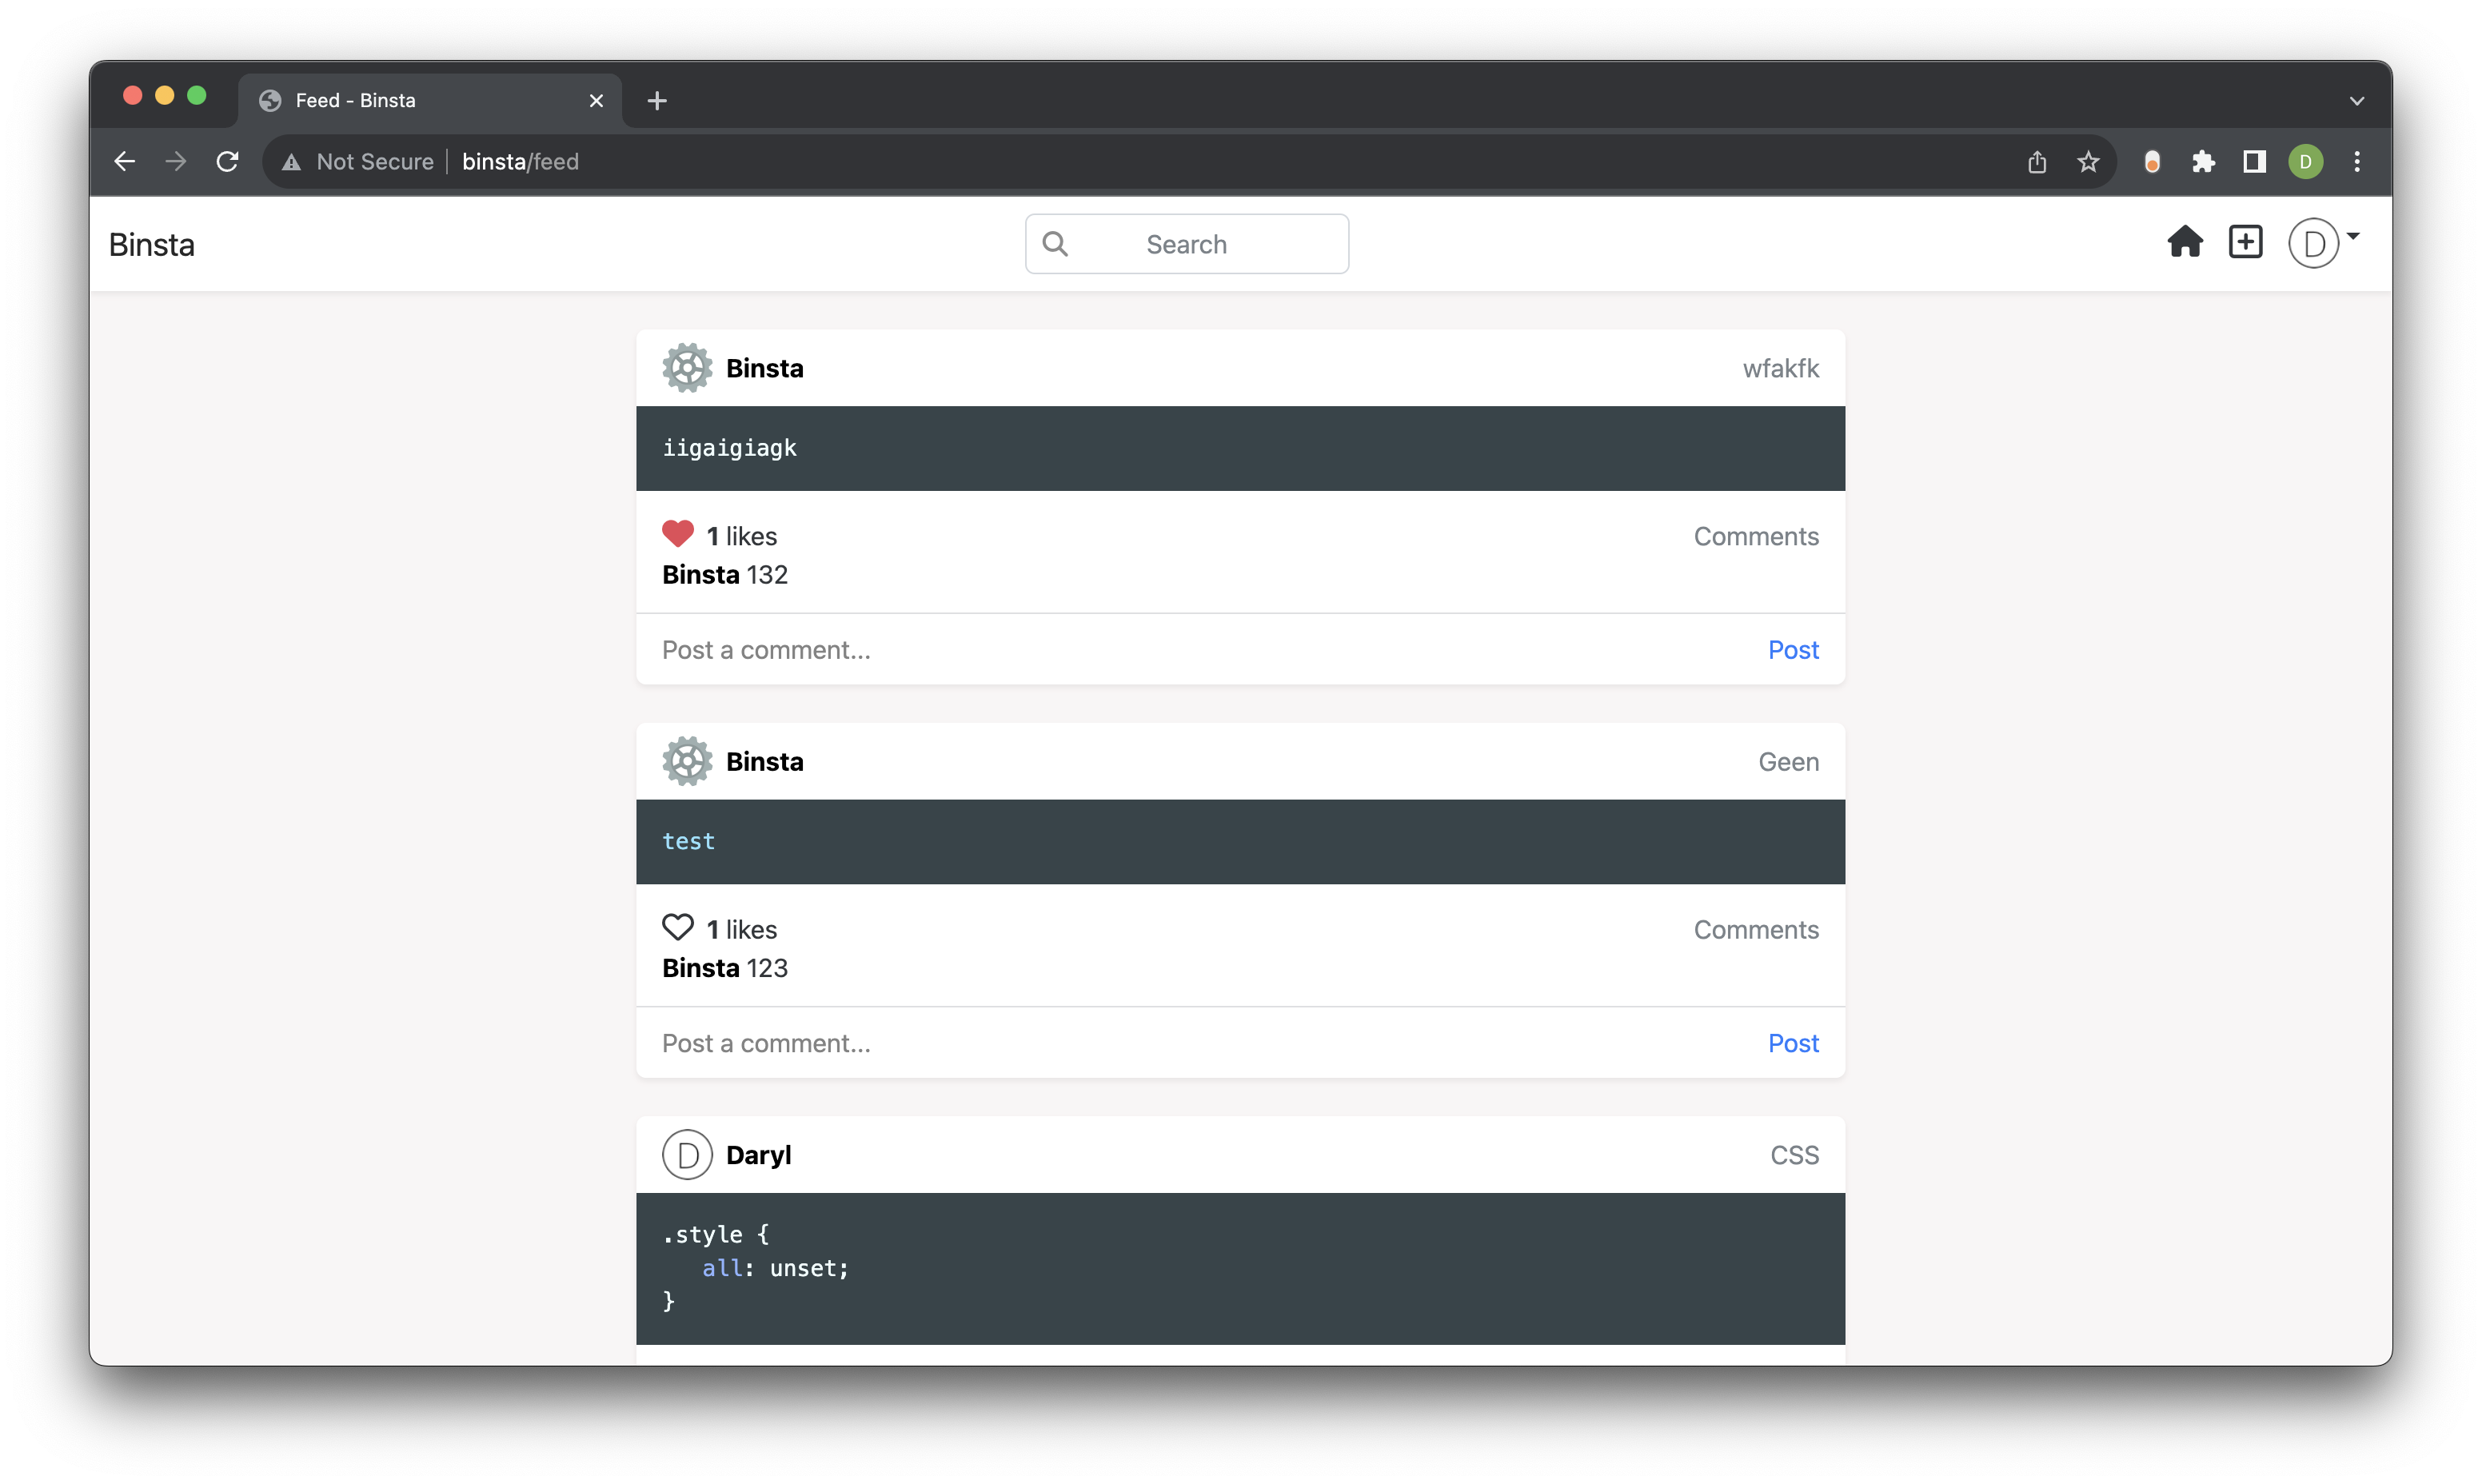 Feed - Binsta
Not Secure binsta/feed
D
Binsta Search D
Binsta wfakfk
iigaigiagk
1 likes Comments
Binsta 132
Post a comment... Post
Binsta Geen
test
1 likes Comments
Binsta 123
Post a comment... Post
D Daryl CSS
.style {
all: unset;
}